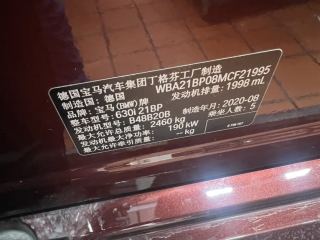 德国宝马汽车集团丁格芬工厂制造
制造国：德国 WBA21BP08MCF21995
品牌：宝马(BMW)牌 发动机排量：1998 mL
整车型号：630i 21BP
发动机型号：B48B20B 制造年月：2020-08
最大允许总质量：2460 kg 乘坐人数：5
发动机最大净功率：190 kW
最大允许牵引质量：-- kg